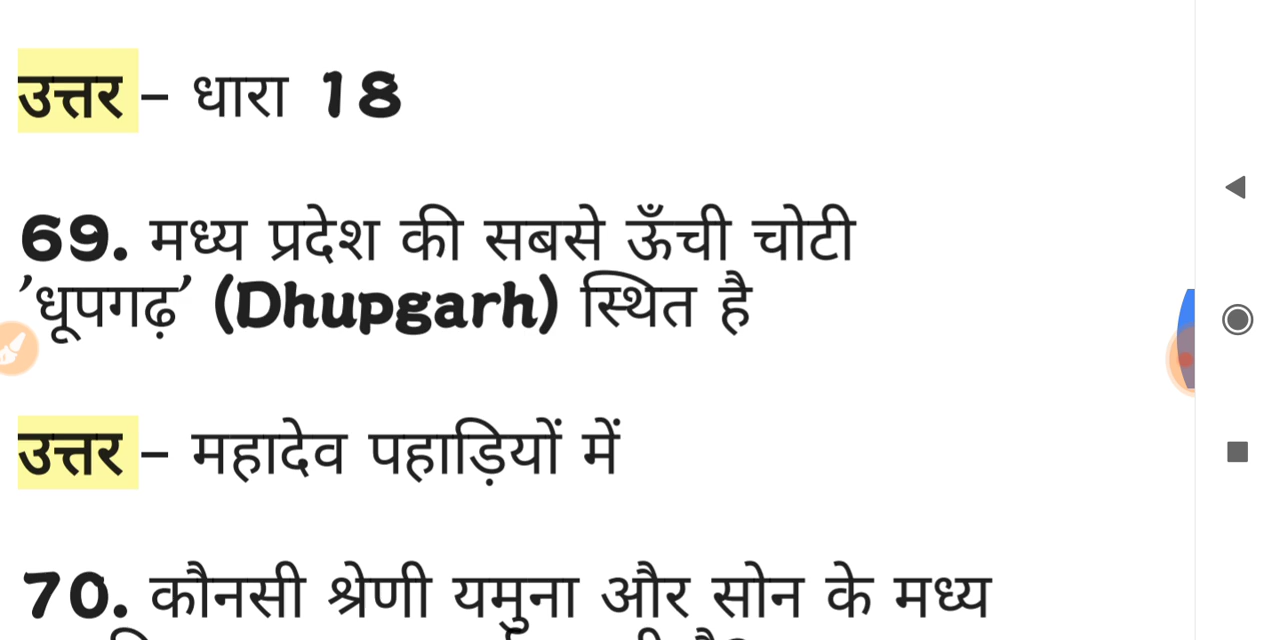 उत्तर – धारा 18
69. मध्य प्रदेश की सबसे ऊँची चोटी
’धूपगढ़’ (Dhupgarh) स्थित है
उत्तर – महादेव पहाड़ियों में
70. कौनसी श्रेणी यमुना और सोन के मध्य